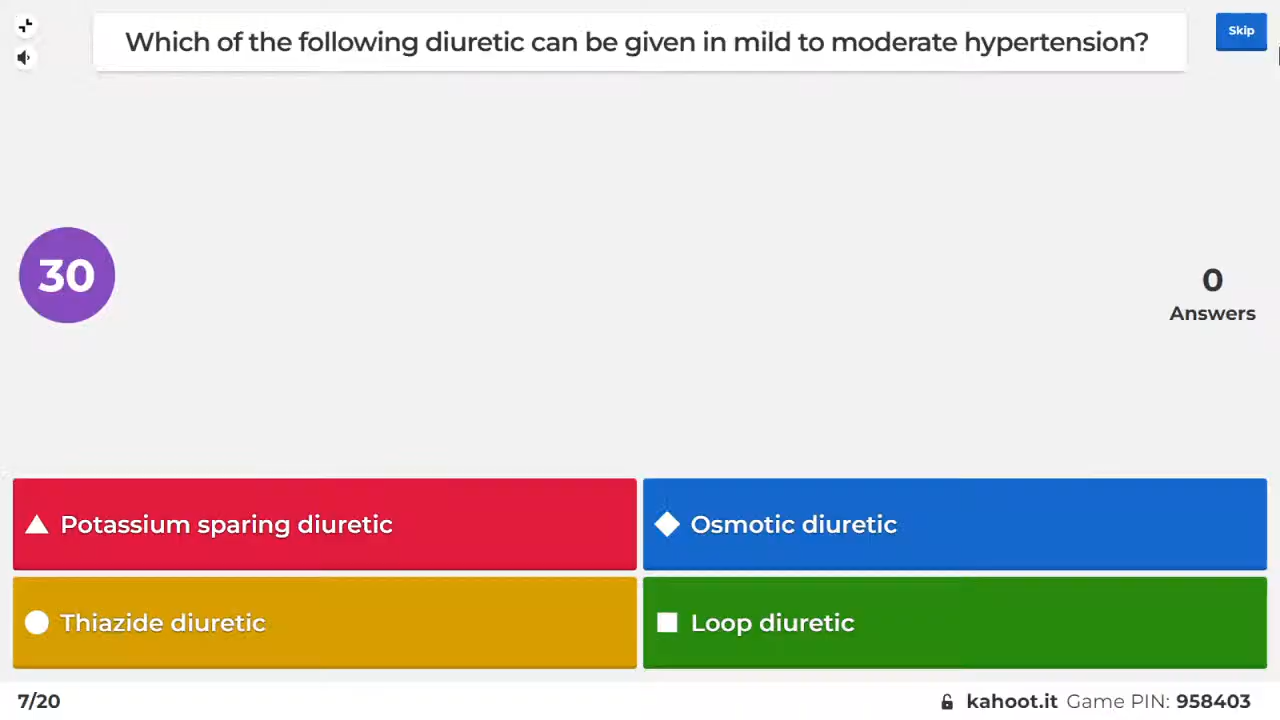 Which of the following diuretic can be given in mild to moderate hypertension?
Skip
30
0
Answers
Potassium sparing diuretic
Osmotic diuretic
Thiazide diuretic
Loop diuretic
7/20
kahoot.it Game PIN: 958403